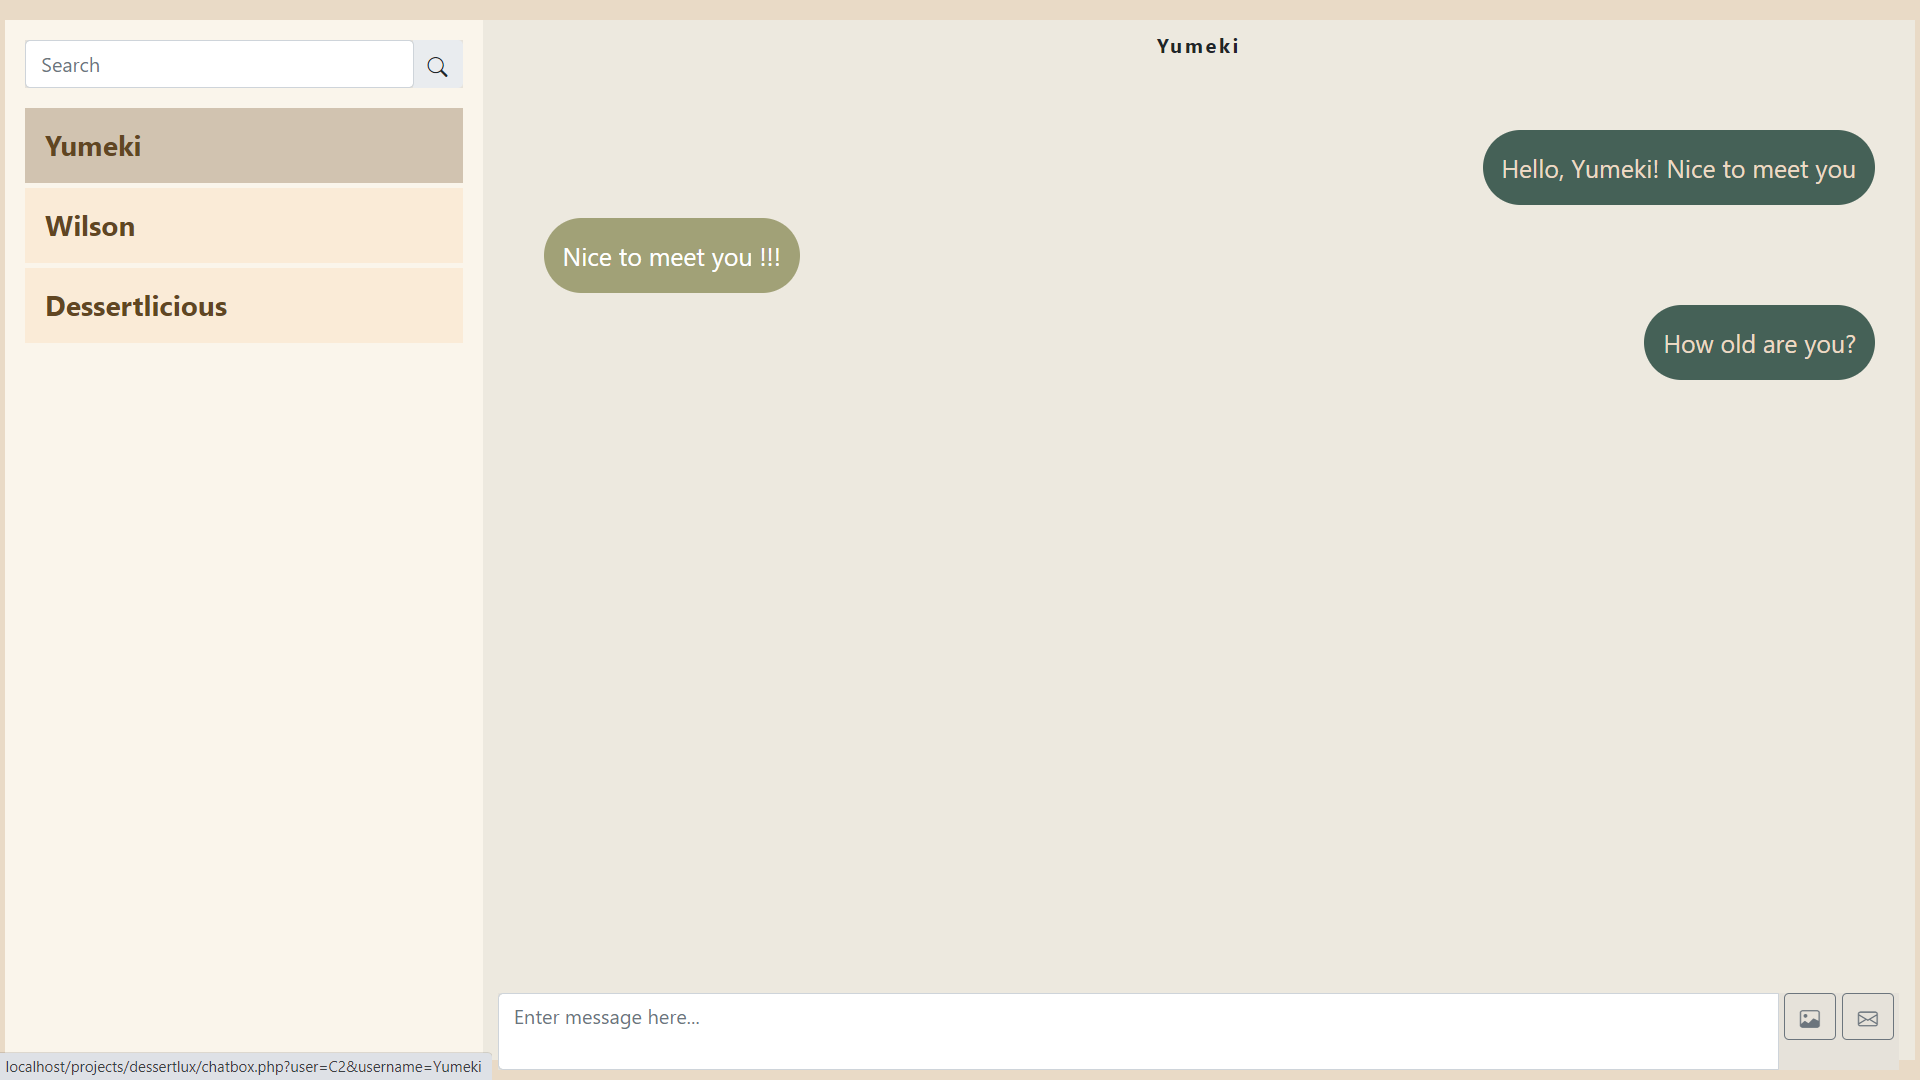 Search
Yumeki
Wilson
Dessertlicious
Yumeki
Hello, Yumeki! Nice to meet you
Nice to meet you !!!
How old are you?
Enter message here...
localhost/projects/dessertlux/chatbox.php?user=C2&username=Yumeki